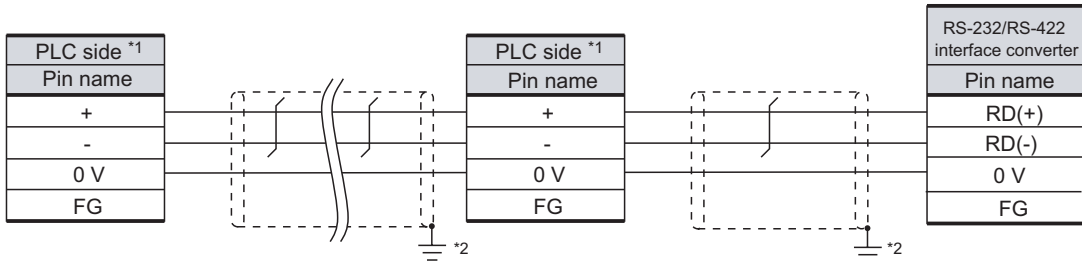 PLC side *1
Pin name
+
-
0 V
FG
*2
PLC side *1
Pin name
+
-
0 V
FG
*2
RS-232/RS-422
interface converter
Pin name
RD(+)
RD(-)
0 V
FG